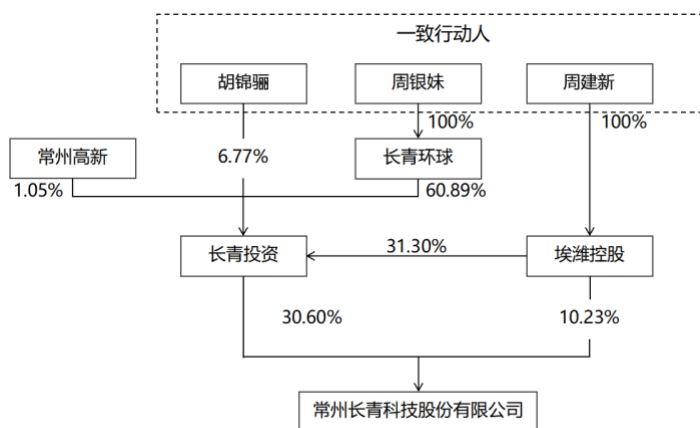 一致行动人
胡锦骊
周银妹
周建新
100%
100%
常州高新
6.77%
长青环球
1.05%
60.89%
长青投资
31.30%
埃潍控股
30.60%
10.23%
常州长青科技股份有限公司